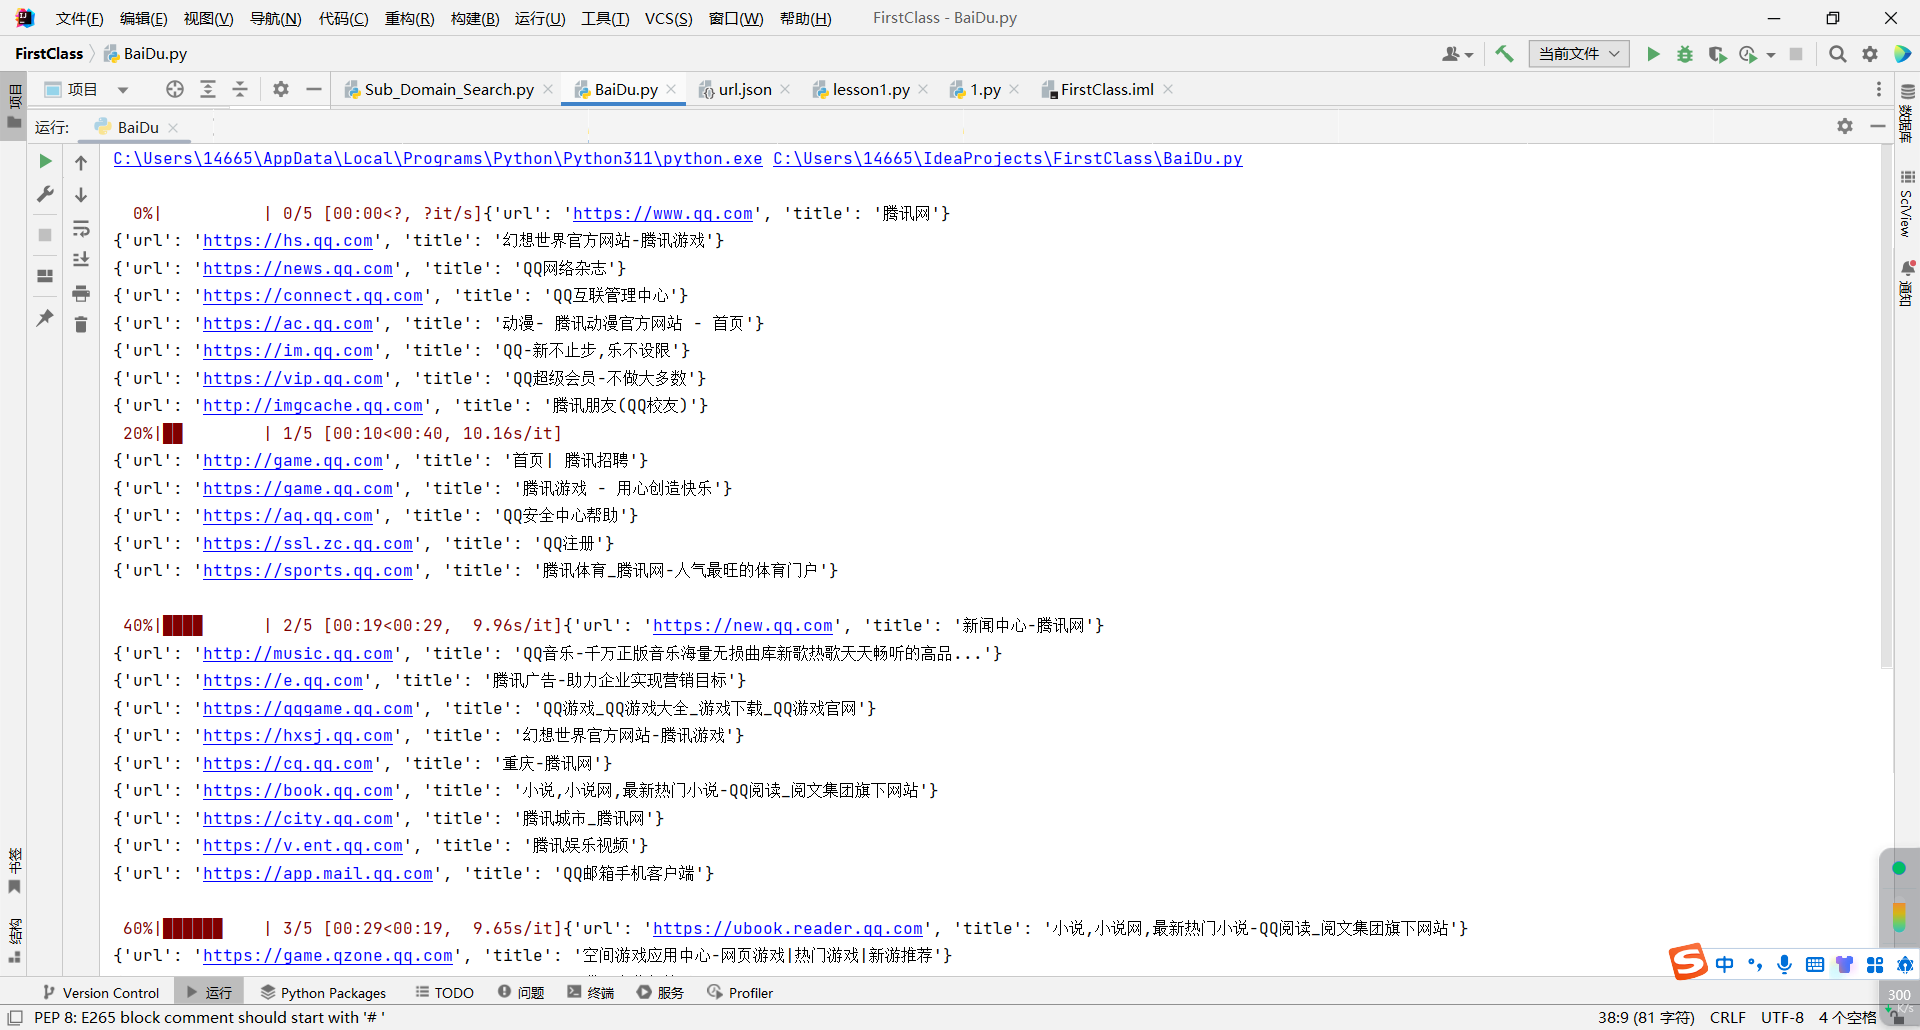 文件(F) 编辑(E) 视图(V) 导航(N) 代码(C) 重构(R) 构建(B) 运行(U) 工具(T) VCS(S) 窗口(W) 帮助(H) FirstClass - BaiDu.py
FirstClass BaiDu.py 当前文件
项目 Sub_Domain_Search.py BaiDu.py url.json lesson1.py 1.py FirstClass.iml
运行: BaiDu
C:\Users\14665\AppData\Local\Programs\Python\Python311\python.exe C:\Users\14665\IdeaProjects\FirstClass\BaiDu.py
0%| | 0/5 [00:00<?, ?it/s]{'url': 'https://www.qq.com', 'title': '腾讯网'}
{'url': 'https://hs.qq.com', 'title': '幻想世界官方网站-腾讯游戏'}
{'url': 'https://news.qq.com', 'title': 'QQ网络杂志'}
{'url': 'https://connect.qq.com', 'title': 'QQ互联管理中心'}
{'url': 'https://ac.qq.com', 'title': '动漫- 腾讯动漫官方网站 - 首页'}
{'url': 'https://im.qq.com', 'title': 'QQ-新不止步,乐不设限'}
{'url': 'https://vip.qq.com', 'title': 'QQ超级会员-不做大多数'}
{'url': 'http://imgcache.qq.com', 'title': '腾讯朋友(QQ校友)'}
20%|██ | 1/5 [00:10<00:40, 10.16s/it]
{'url': 'http://game.qq.com', 'title': '首页| 腾讯招聘'}
{'url': 'https://game.qq.com', 'title': '腾讯游戏 - 用心创造快乐'}
{'url': 'https://aq.qq.com', 'title': 'QQ安全中心帮助'}
{'url': 'https://ssl.zc.qq.com', 'title': 'QQ注册'}
{'url': 'https://sports.qq.com', 'title': '腾讯体育_腾讯网-人气最旺的体育门户'}
40%|████ | 2/5 [00:19<00:29, 9.96s/it]{'url': 'https://new.qq.com', 'title': '新闻中心-腾讯网'}
{'url': 'http://music.qq.com', 'title': 'QQ音乐-千万正版音乐海量无损曲库新歌热歌天天畅听的高品...'}
{'url': 'https://e.qq.com', 'title': '腾讯广告-助力企业实现营销目标'}
{'url': 'https://qqgame.qq.com', 'title': 'QQ游戏_QQ游戏大全_游戏下载_QQ游戏官网'}
{'url': 'https://hxsj.qq.com', 'title': '幻想世界官方网站-腾讯游戏'}
{'url': 'https://cq.qq.com', 'title': '重庆-腾讯网'}
{'url': 'https://book.qq.com', 'title': '小说,小说网,最新热门小说-QQ阅读_阅文集团旗下网站'}
{'url': 'https://city.qq.com', 'title': '腾讯城市_腾讯网'}
{'url': 'https://v.ent.qq.com', 'title': '腾讯娱乐视频'}
{'url': 'https://app.mail.qq.com', 'title': 'QQ邮箱手机客户端'}
60%|██████ | 3/5 [00:29<00:19, 9.65s/it]{'url': 'https://ubook.reader.qq.com', 'title': '小说,小说网,最新热门小说-QQ阅读_阅文集团旗下网站'}
{'url': 'https://game.qzone.qq.com', 'title': '空间游戏应用中心-网页游戏|热门游戏|新游推荐'}
项目
书签
结构
数据库
SciView
通知
中
Version Control 运行 Python Packages TODO 问题 终端 服务 Profiler
300
K/s
PEP 8: E265 block comment should start with '# ' 38:9 (81 字符) CRLF UTF-8 4 个空格